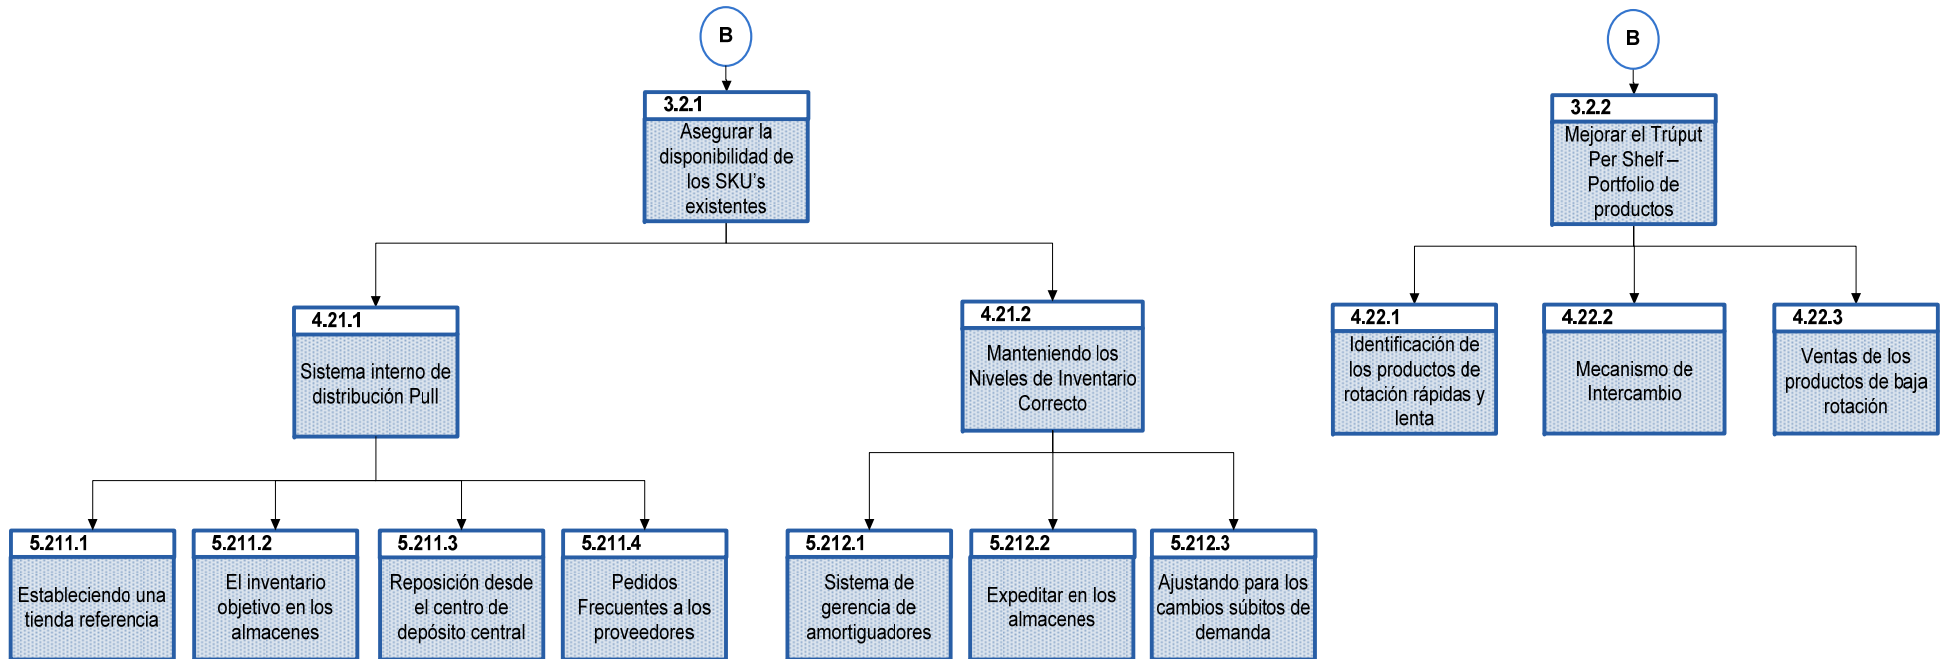 B
B
3.2.1
Asegurar la
disponibilidad de
los SKU's
existentes
3.2.2
Mejorar el Trúput
Per Shelf –
Portfolio de
productos
4.21.1
Sistema interno de
distribución Pull
4.21.2
Manteniendo los
Niveles de Inventario
Correcto
4.22.1
Identificación de
los productos de
rotación rápidas y
lenta
4.22.2
Mecanismo de
Intercambio
4.22.3
Ventas de los
productos de baja
rotación
5.211.1
Estableciendo una
tienda referencia
5.211.2
El inventario
objetivo en los
almacenes
5.211.3
Reposición desde
el centro de
depósito central
5.211.4
Pedidos
Frecuentes a los
proveedores
5.212.1
Sistema de
gerencia de
amortiguadores
5.212.2
Expeditar en los
almacenes
5.212.3
Ajustando para los
cambios súbitos de
demanda